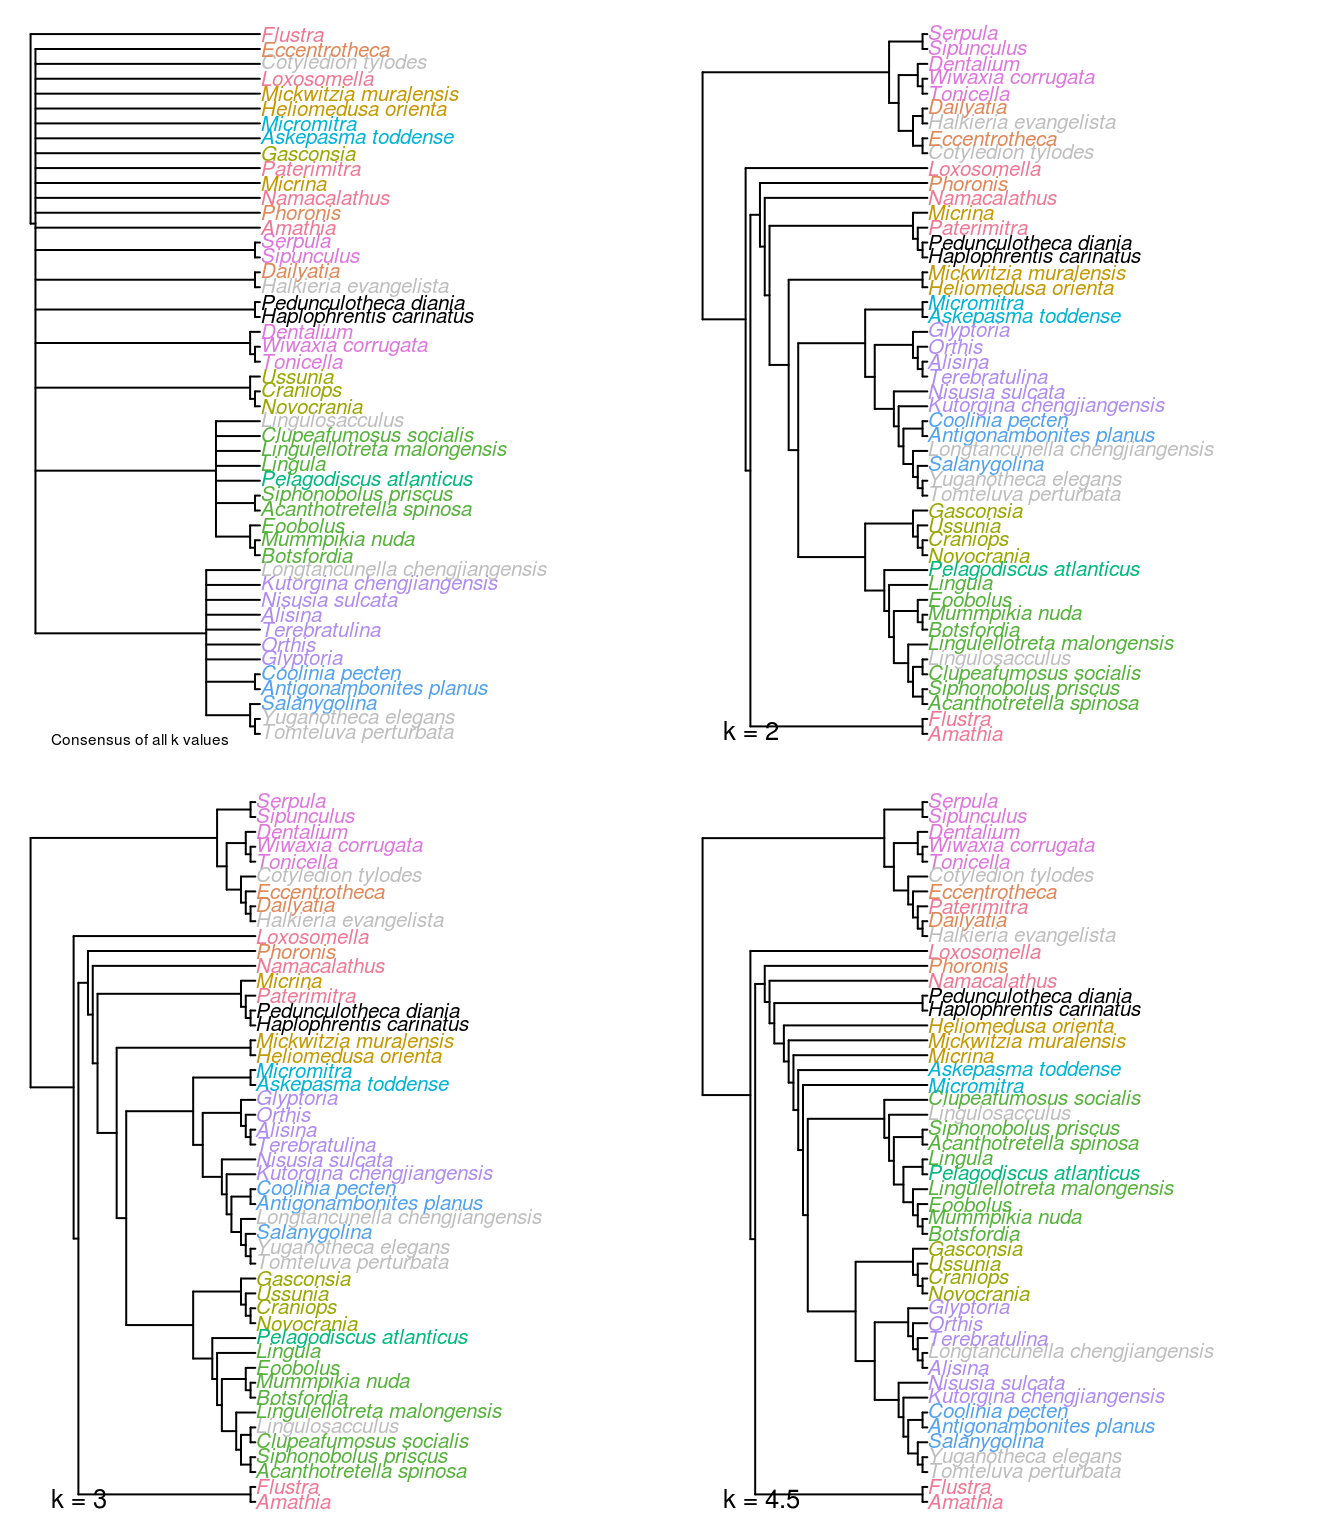 Flustra
Eccentrotheca
Cotyledion tylodes
Loxosomella
Mickwitzia muralensis
Heliomedusa orienta
Micromitra
Askepasma toddense
Gasconsia
Paterimitra
Micrina
Namacalathus
Phoronis
Amathia
Serpula
Sipunculus
Dailyatia
Halkieria evangelista
Pedunculotheca diania
Haplophrentis carinatus
Dentalium
Wiwaxia corrugata
Tonicella
Ussunia
Craniops
Novocrania
Lingulosacculus
Clupeafumosus socialis
Lingulellotreta malongensis
Lingula
Pelagodiscus atlanticus
Siphonobolus priscus
Acanthotretella spinosa
Eoobolus
Mummpikia nuda
Botsfordia
Longtancunella chengjiangensis
Kutorgina chengjiangensis
Nisusia sulcata
Alisina
Terebratulina
Orthis
Glyptoria
Coolinia pecten
Antigonambonites planus
Salanygolina
Yuganotheca elegans
Tomteluva perturbata
Consensus of all k values
Serpula
Sipunculus
Dentalium
Wiwaxia corrugata
Tonicella
Dailyatia
Halkieria evangelista
Eccentrotheca
Cotyledion tylodes
Loxosomella
Phoronis
Namacalathus
Micrina
Paterimitra
Pedunculotheca diania
Haplophrentis carinatus
Mickwitzia muralensis
Heliomedusa orienta
Micromitra
Askepasma toddense
Glyptoria
Orthis
Alisina
Terebratulina
Nisusia sulcata
Kutorgina chengjiangensis
Coolinia pecten
Antigonambonites planus
Longtancunella chengjiangensis
Salanygolina
Yuganotheca elegans
Tomteluva perturbata
Gasconsia
Ussunia
Craniops
Novocrania
Pelagodiscus atlanticus
Lingula
Eoobolus
Mummpikia nuda
Botsfordia
Lingulellotreta malongensis
Lingulosacculus
Clupeafumosus socialis
Siphonobolus priscus
Acanthotretella spinosa
Flustra
Amathia
k = 2
Serpula
Sipunculus
Dentalium
Wiwaxia corrugata
Tonicella
Cotyledion tylodes
Eccentrotheca
Dailyatia
Halkieria evangelista
Loxosomella
Phoronis
Namacalathus
Micrina
Paterimitra
Pedunculotheca diania
Haplophrentis carinatus
Mickwitzia muralensis
Heliomedusa orienta
Micromitra
Askepasma toddense
Glyptoria
Orthis
Alisina
Terebratulina
Nisusia sulcata
Kutorgina chengjiangensis
Coolinia pecten
Antigonambonites planus
Longtancunella chengjiangensis
Salanygolina
Yuganotheca elegans
Tomteluva perturbata
Gasconsia
Ussunia
Craniops
Novocrania
Pelagodiscus atlanticus
Lingula
Eoobolus
Mummpikia nuda
Botsfordia
Lingulellotreta malongensis
Lingulosacculus
Clupeafumosus socialis
Siphonobolus priscus
Acanthotretella spinosa
Flustra
Amathia
k = 3
Serpula
Sipunculus
Dentalium
Wiwaxia corrugata
Tonicella
Cotyledion tylodes
Eccentrotheca
Paterimitra
Dailyatia
Halkieria evangelista
Loxosomella
Phoronis
Namacalathus
Pedunculotheca diania
Haplophrentis carinatus
Heliomedusa orienta
Mickwitzia muralensis
Micrina
Askepasma toddense
Micromitra
Clupeafumosus socialis
Lingulosacculus
Siphonobolus priscus
Acanthotretella spinosa
Lingula
Pelagodiscus atlanticus
Lingulellotreta malongensis
Eoobolus
Mummpikia nuda
Botsfordia
Gasconsia
Ussunia
Craniops
Novocrania
Glyptoria
Orthis
Terebratulina
Longtancunella chengjiangensis
Alisina
Nisusia sulcata
Kutorgina chengjiangensis
Coolinia pecten
Antigonambonites planus
Salanygolina
Yuganotheca elegans
Tomteluva perturbata
Flustra
Amathia
k = 4.5